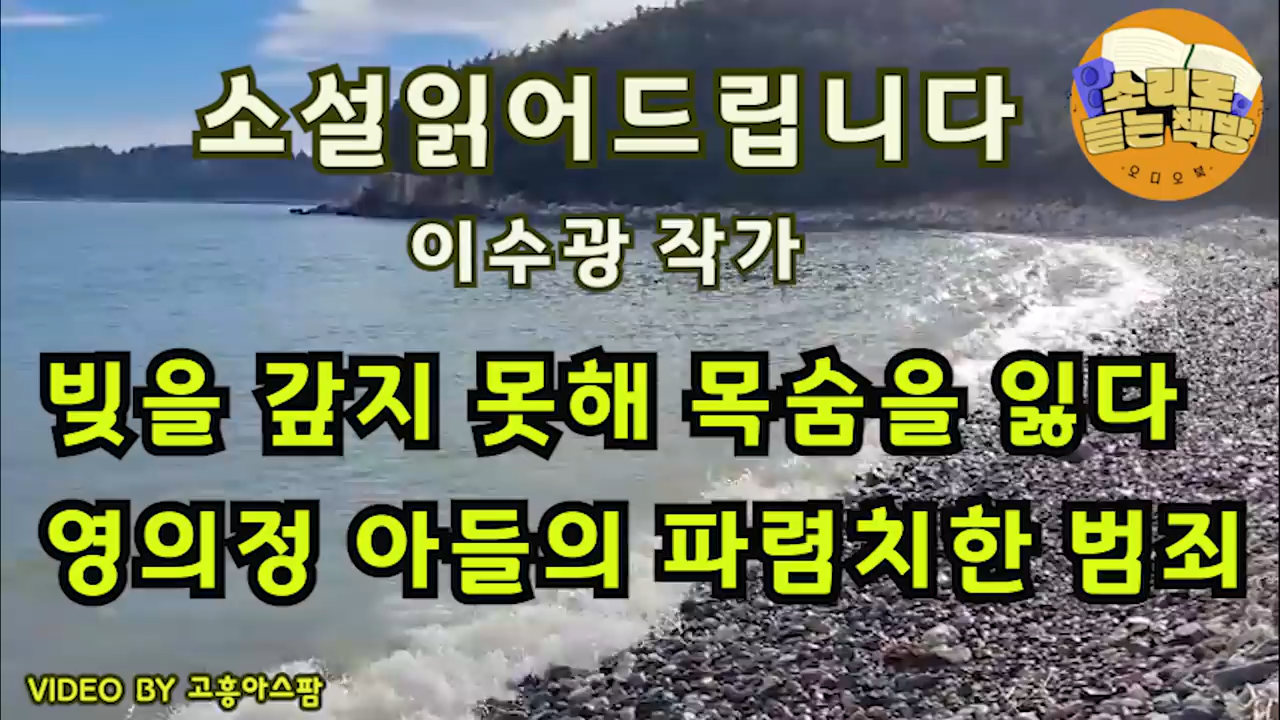 소설읽어드립니다
소리로
듣는 책방
·오디오북·
이수광 작가
빚을 갚지 못해 목숨을 잃다
영의정 아들의 파렴치한 범죄
VIDEO BY 고흥아스팜